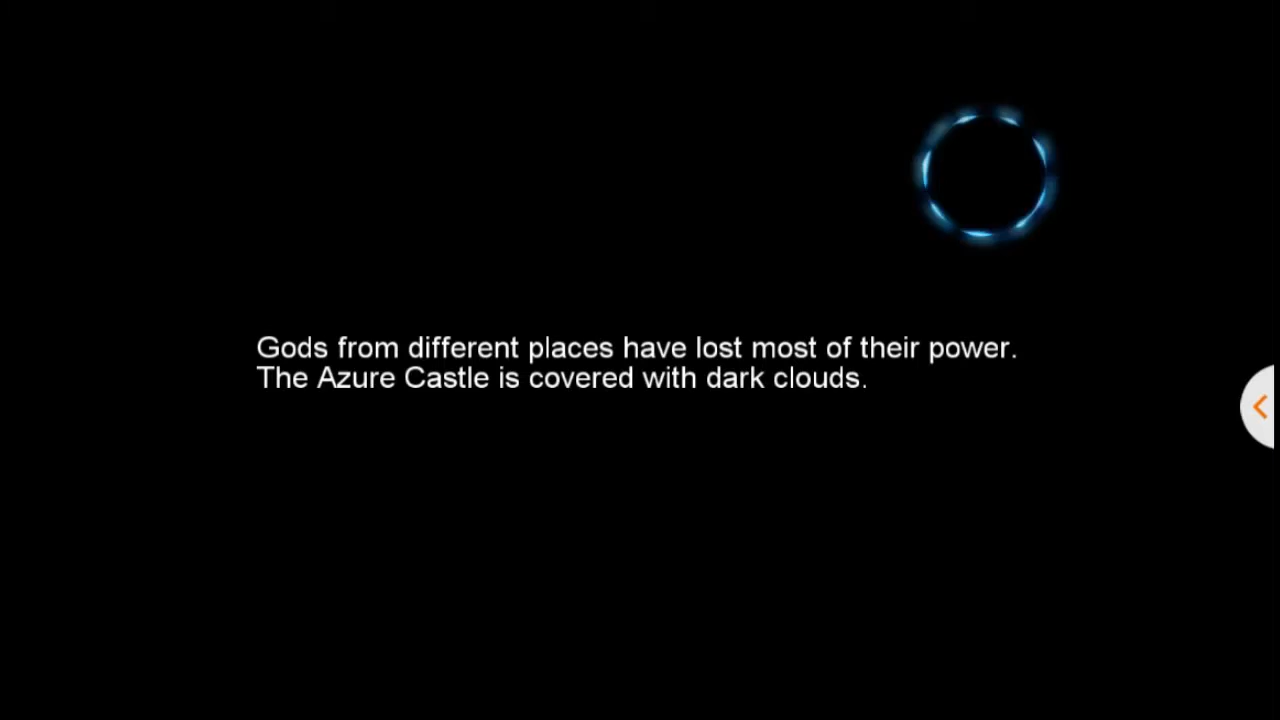 Gods from different places have lost most of their power.
The Azure Castle is covered with dark clouds.